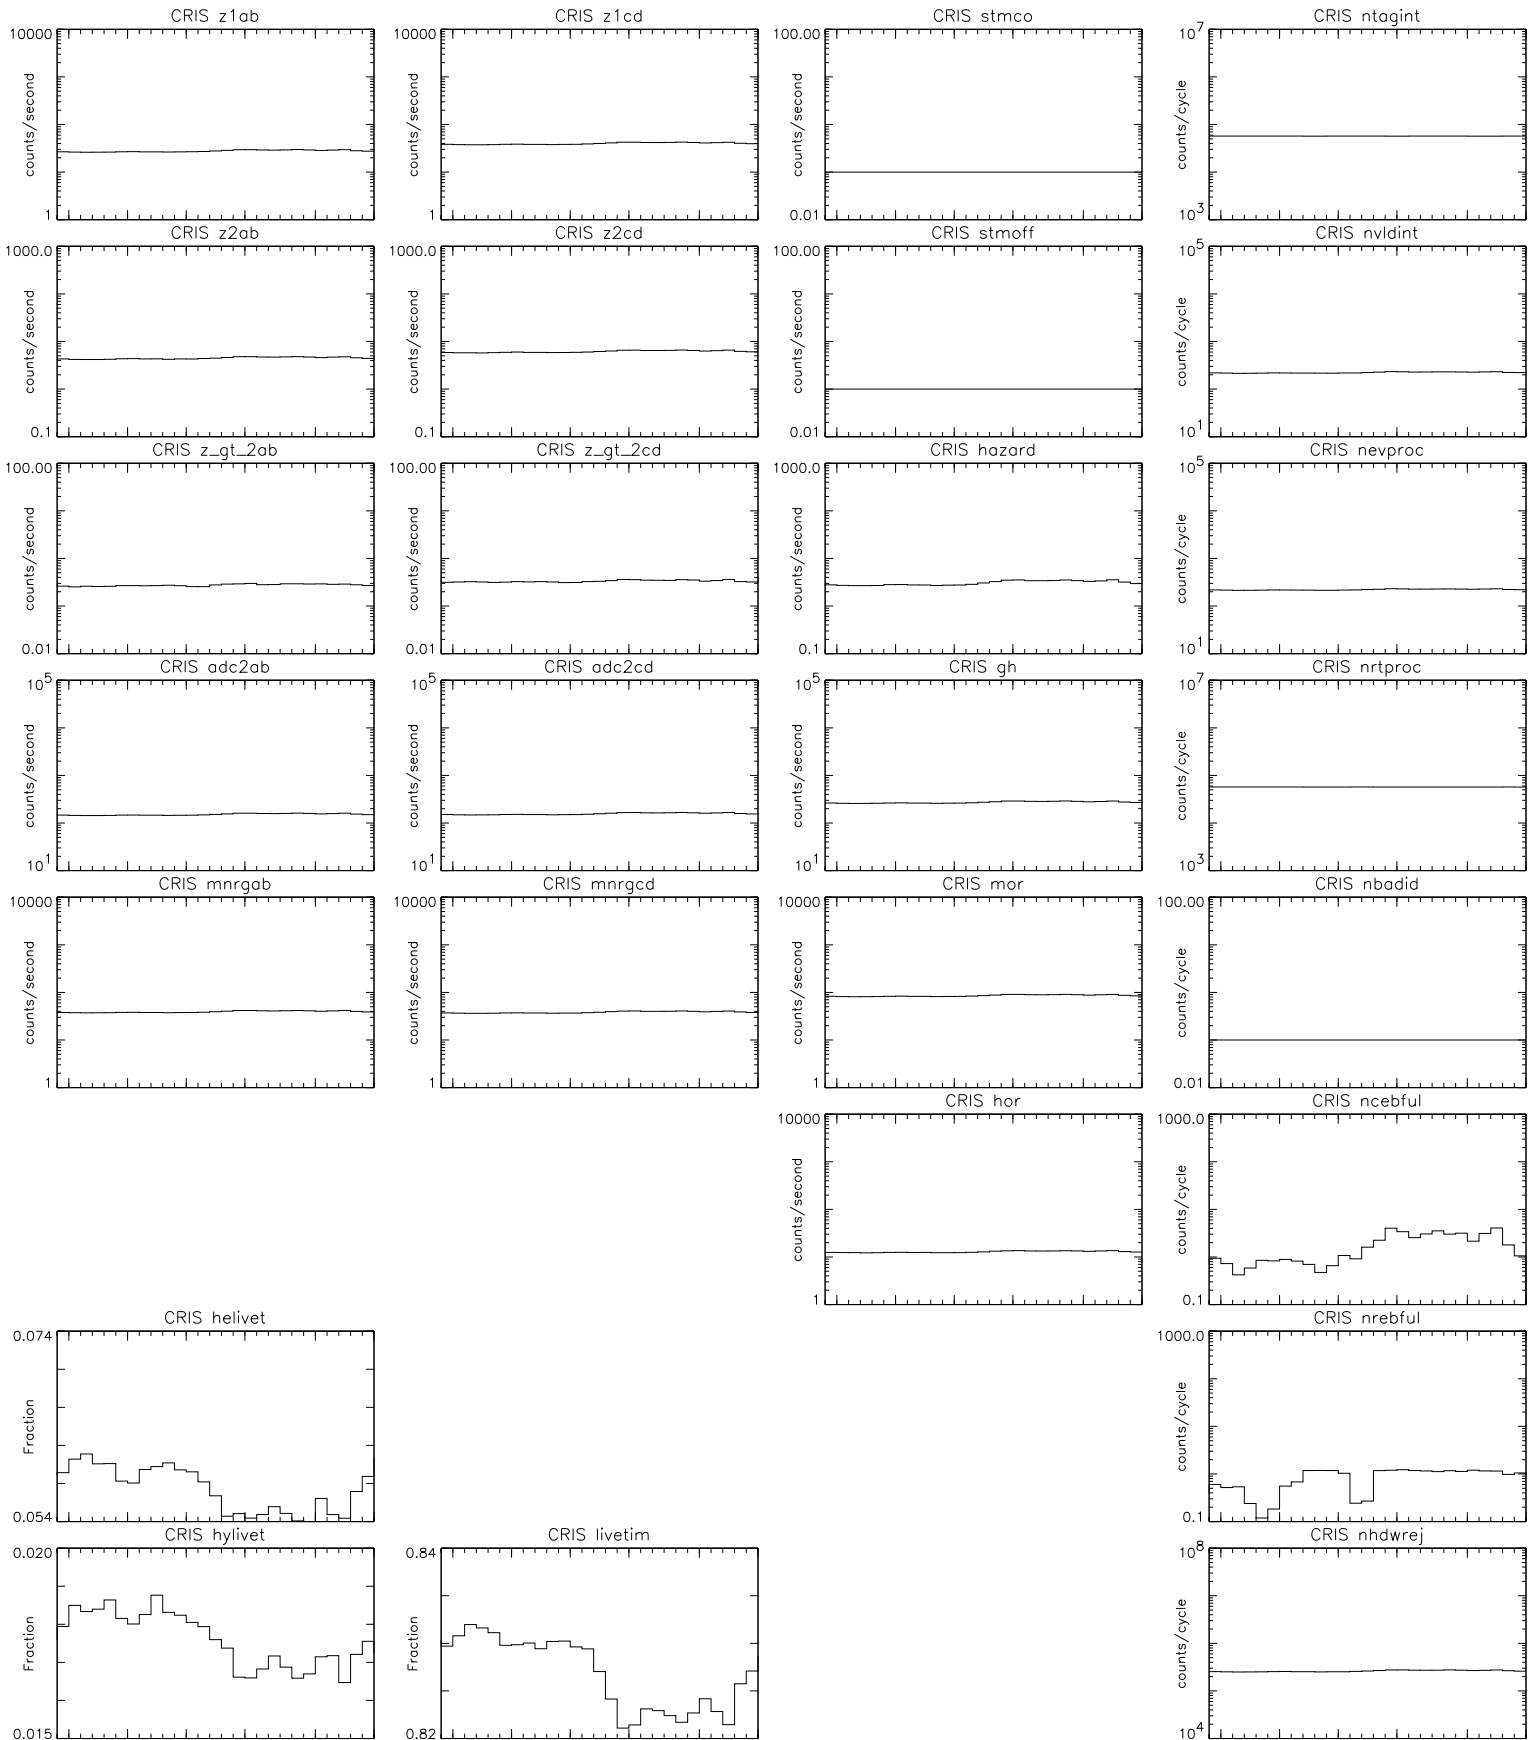 CRIS z1ab
10000
counts/second
1
CRIS z1cd
10000
counts/second
1
CRIS stmco
100.00
counts/second
0.01
CRIS ntagint
10^7
counts/cycle
10^3
CRIS z2ab
1000.0
counts/second
0.1
CRIS z2cd
1000.0
counts/second
0.1
CRIS stmoff
100.00
counts/second
0.01
CRIS nvldint
10^5
counts/cycle
10^1
CRIS z_gt_2ab
100.00
counts/second
0.01
CRIS z_gt_2cd
100.00
counts/second
0.01
CRIS hazard
1000.0
counts/second
0.1
CRIS nevproc
10^5
counts/cycle
10^1
CRIS adc2ab
10^5
counts/second
10^1
CRIS adc2cd
10^5
counts/second
10^1
CRIS gh
10^5
counts/second
10^1
CRIS nrtproc
10^7
counts/cycle
10^3
CRIS mnrgab
10000
counts/second
1
CRIS mnrgcd
10000
counts/second
1
CRIS mor
10000
counts/second
1
CRIS nbadid
100.00
counts/cycle
0.01
CRIS hor
10000
counts/second
1
CRIS ncebful
1000.0
counts/cycle
0.1
CRIS helivet
0.074
Fraction
0.054
CRIS nrebful
1000.0
counts/cycle
0.1
CRIS hylivet
0.020
Fraction
0.015
CRIS livetim
0.84
Fraction
0.82
CRIS nhdwrej
10^8
counts/cycle
10^4